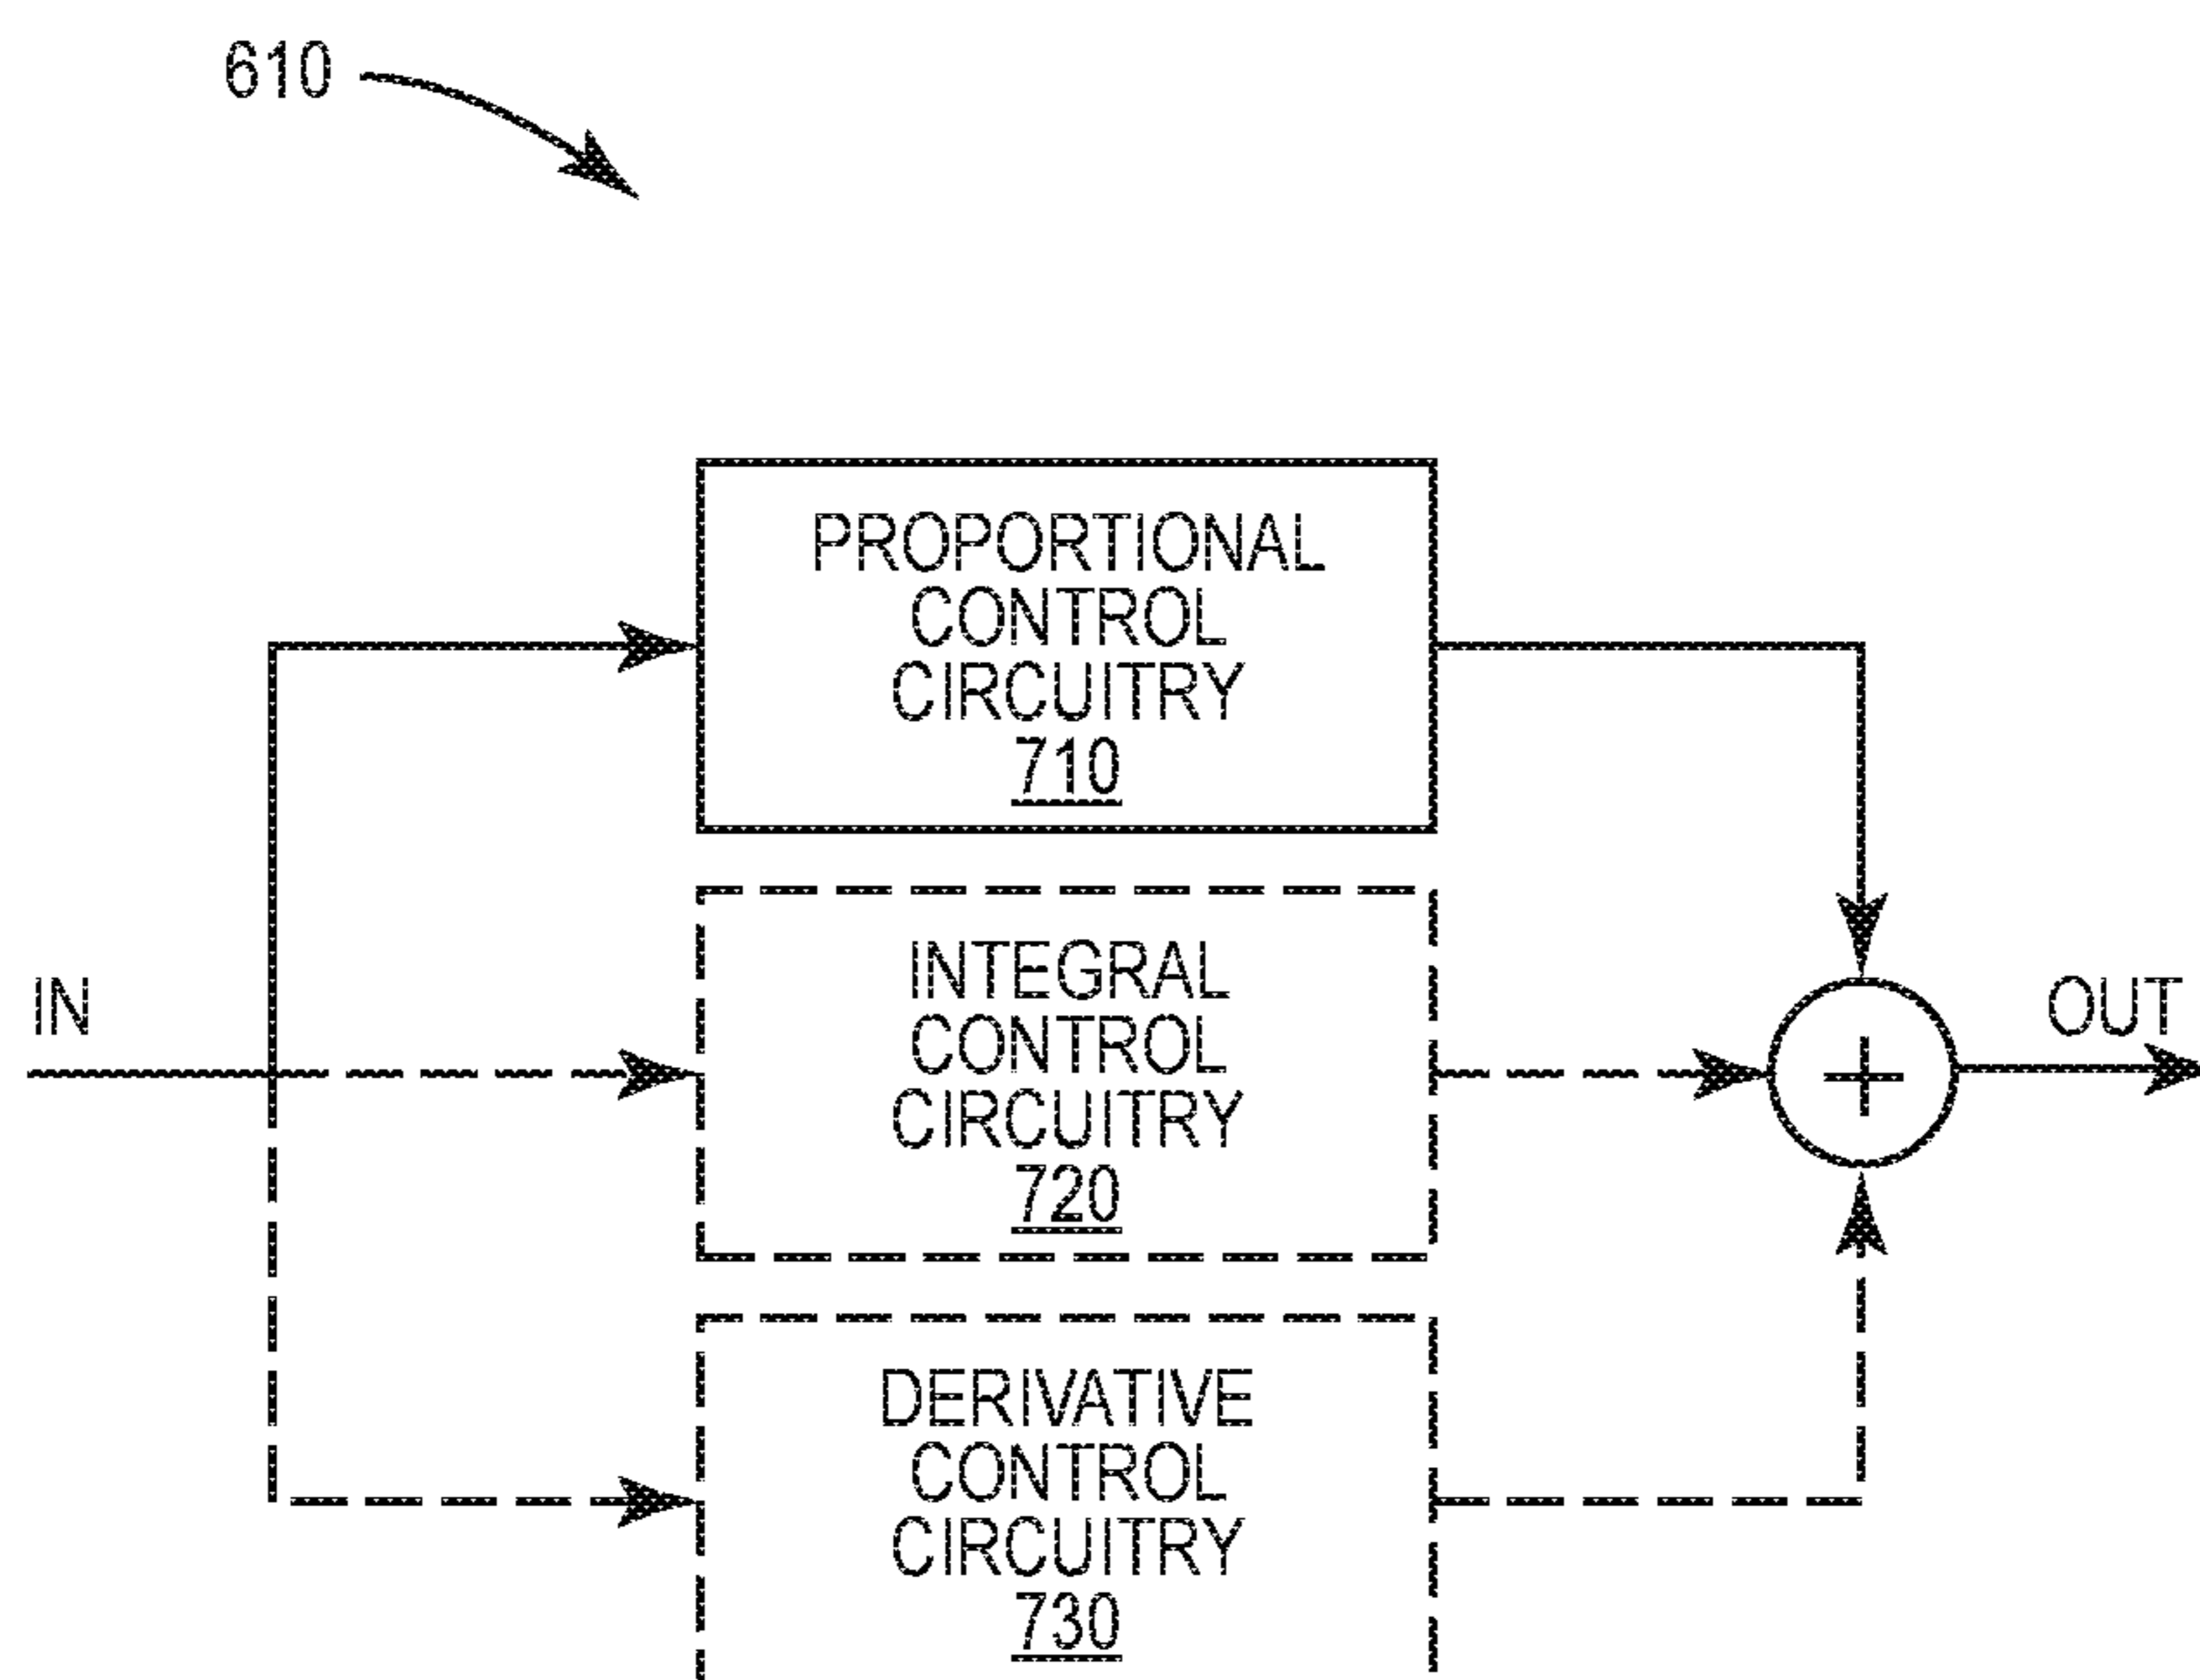 610
PROPORTIONAL
CONTROL
CIRCUITRY
710
IN
INTEGRAL
CONTROL
CIRCUITRY
720
+
OUT
DERIVATIVE
CONTROL
CIRCUITRY
730